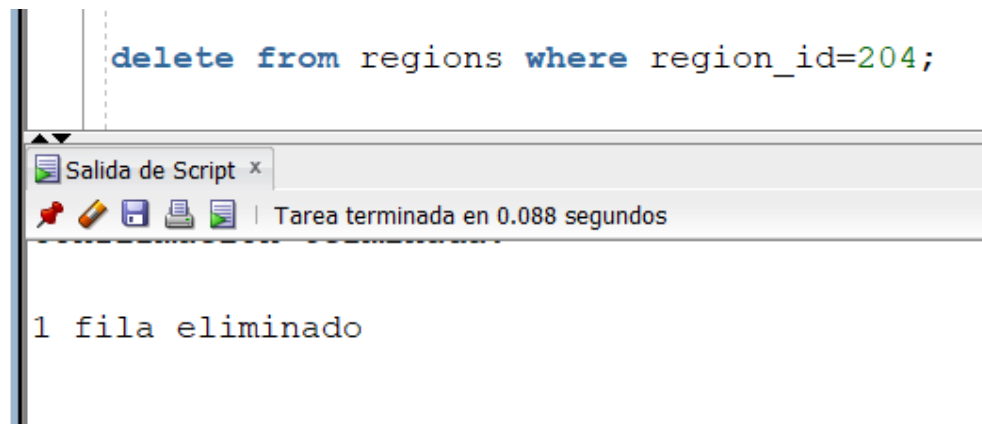 delete from regions where region_id=204;
Salida de Script x
Tarea terminada en 0.088 segundos
1 fila eliminado